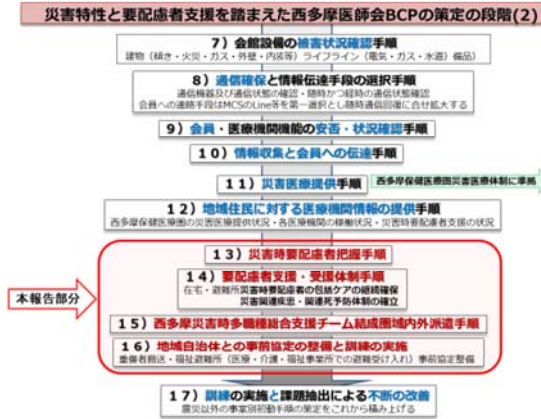 災害特性と要配慮者支援を踏まえた西多摩医師会BCPの策定の段階(2)
7）会館設備の被害状況確認手順
建物（傾き・火災・ガス・外壁・内装等）ライフライン（電気・ガス・水道）備品）
8）通信確保と情報伝達手段の選択手順
通信機器及び通信状態の確認・随時かつ経時の通信状態確認
会員への連絡手段はMCSのLine等を第一選択とし随時通信回復に合せ拡大する
9）会員・医療機関機能の安否・状況確認手順
10）情報収集と会員への伝達手順
11）災害医療提供手順
西多摩保健医療圏災害医療体制に準拠
12）地域住民に対する医療機関情報の提供手順
西多摩保健医療圏の災害医療提供状況・各医療機関の稼働状況・災害時要配慮者支援の状況
13）災害時要配慮者把握手順
14）要配慮者支援・受援体制手順
在宅・避難所災害時要配慮者の包括ケアの継続確保
災害関連疾患・関連死予防体制の確立
本報告部分
15）西多摩災害時多職種総合支援チーム結成圏域内外派遣手順
16）地域自治体との事前協定の整備と訓練の実施
重傷者搬送・福祉避難所（医療・介護・福祉事業所での避難受け入れ）事前協定整備
17）訓練の実施と課題抽出による不断の改善
震災以外の事案別初動手順の策定をこれから積み上げる